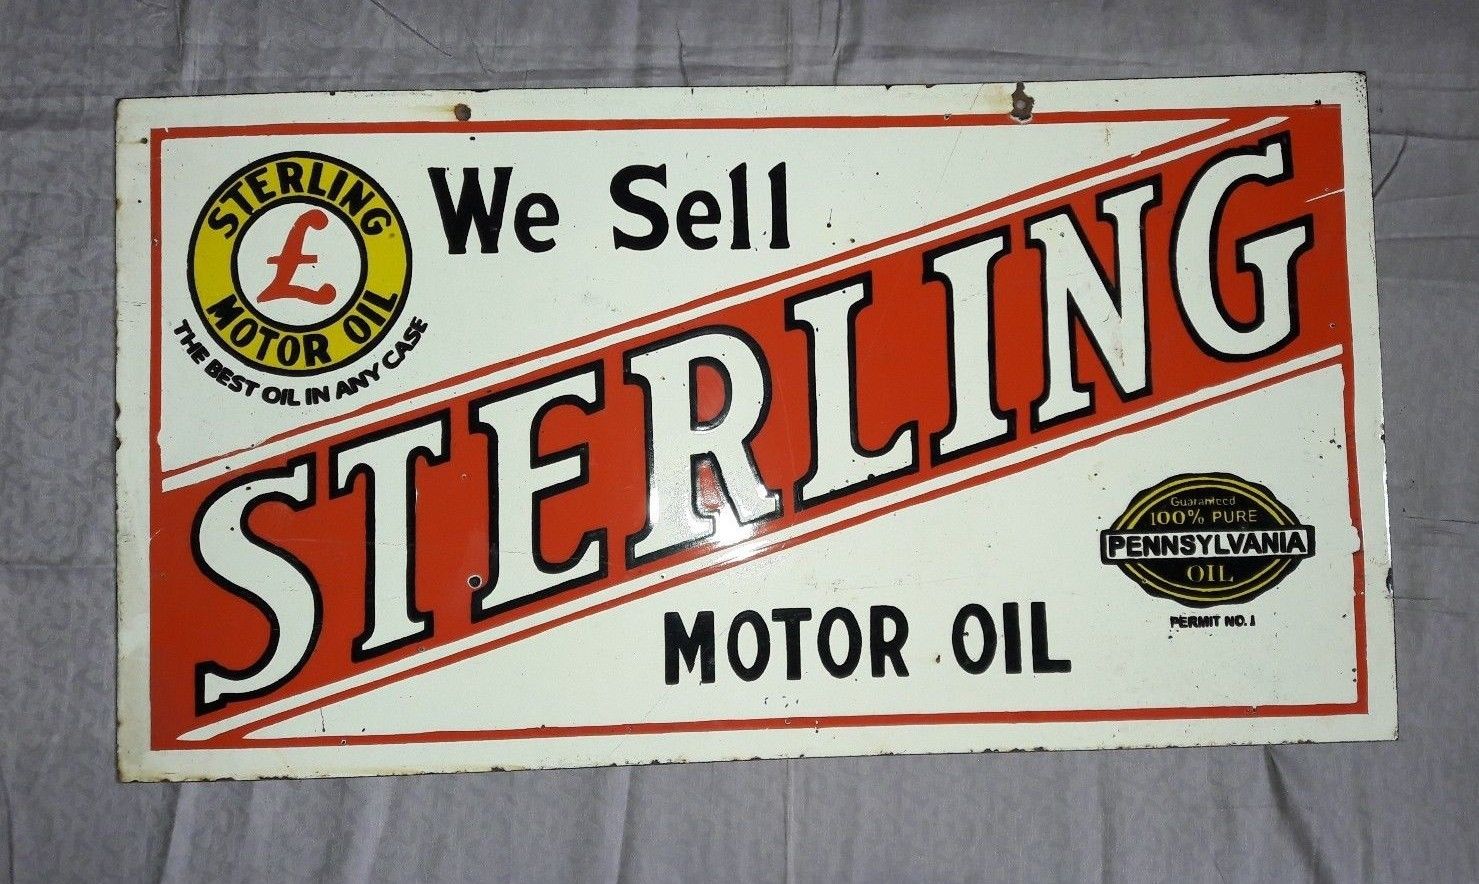 STERLING
£
MOTOR OIL
THE BEST OIL IN ANY CASE
We Sell
STERLING
MOTOR OIL
Guaranteed
100% PURE
PENNSYLVANIA
OIL
PERMIT NO. 1